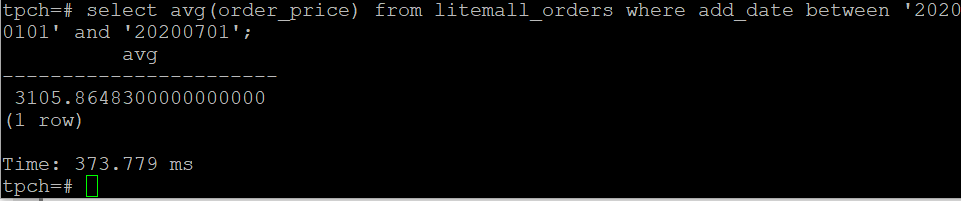 tpch=# select avg(order_price) from litemall_orders where add_date between '2020
0101' and '20200701';
avg
-----------------------
3105.8648300000000000
(1 row)
Time: 373.779 ms
tpch=#